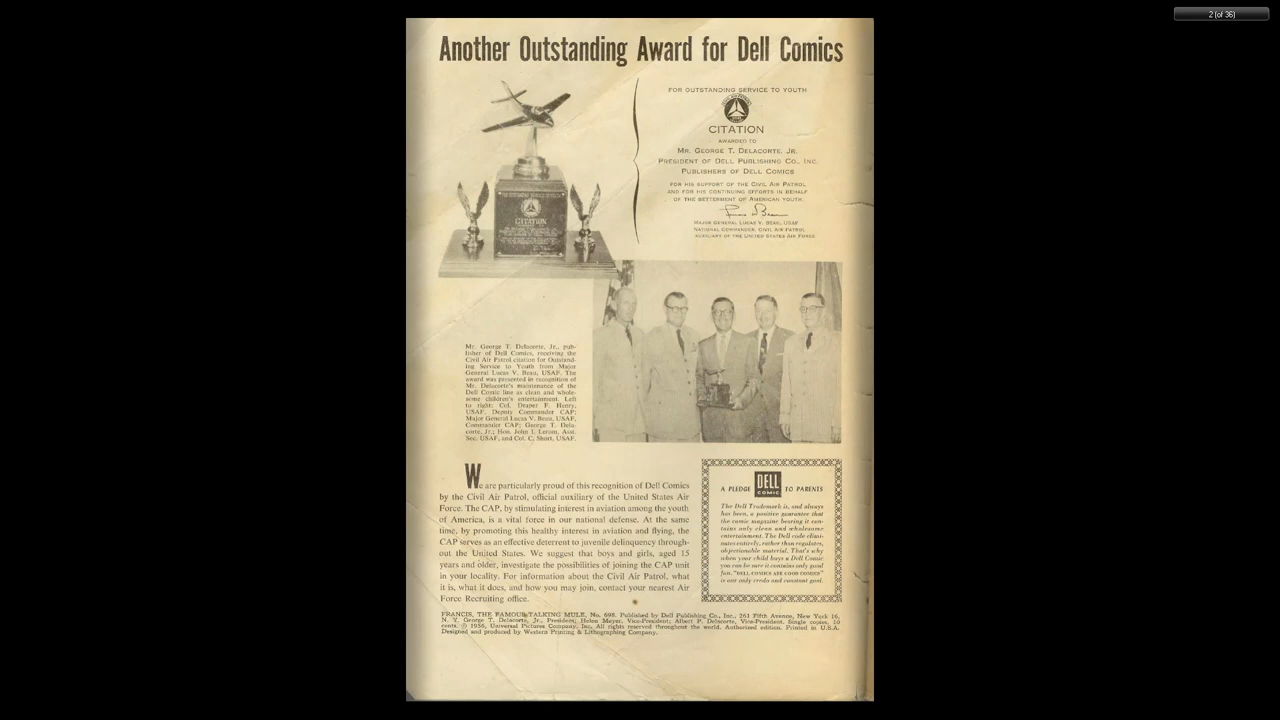 2 (of 36)
Another Outstanding Award for Dell Comics
FOR OUTSTANDING SERVICE TO YOUTH
CITATION
AWARDED TO
MR. GEORGE T. DELACORTE, JR.
PRESIDENT OF DELL PUBLISHING CO., INC.
PUBLISHERS OF DELL COMICS
FOR HIS SUPPORT OF THE CIVIL AIR PATROL
AND FOR HIS CONTINUING EFFORTS IN BEHALF
OF THE BETTERMENT OF AMERICAN YOUTH.
MAJOR GENERAL LUCAS V. BEAU, USAF
NATIONAL COMMANDER, CIVIL AIR PATROL
AUXILIARY OF THE UNITED STATES AIR FORCE
CITATION
Mr. George T. Delacorte, Jr., pub-
lisher of Dell Comics, receiving the
Civil Air Patrol citation for Outstand-
ing Service to Youth from Major
General Lucas V. Beau, USAF. The
award was presented in recognition of
Mr. Delacorte's maintenance of the
Dell Comic line as clean and whole-
some children's entertainment. Left
to right: Col. Draper F. Henry,
USAF, Deputy Commander CAP;
Major General Lucas V. Beau, USAF,
Commander CAP; George T. Dela-
corte, Jr.; Hon. John I. Lerom, Asst.
Sec. USAF, and Col. C. Short, USAF.
We are particularly proud of this recognition of Dell Comics
by the Civil Air Patrol, official auxiliary of the United States Air
Force. The CAP, by stimulating interest in aviation among the youth
of America, is a vital force in our national defense. At the same
time, by promoting this healthy interest in aviation and flying, the
CAP serves as an effective deterrent to juvenile delinquency through-
out the United States. We suggest that boys and girls, aged 15
years and older, investigate the possibilities of joining the CAP unit
in your locality. For information about the Civil Air Patrol, what
it is, what it does, and how you may join, contact your nearest Air
Force Recruiting office.
A PLEDGE DELL COMIC TO PARENTS
The Dell Trademark is, and always
has been, a positive guarantee that
the comic magazine bearing it con-
tains only clean and wholesome
entertainment. The Dell code elimi-
nates entirely, rather than regulates,
objectionable material. That's why
when your child buys a Dell Comic
you can be sure it contains only good
fun. "DELL COMICS ARE GOOD COMICS"
is our only credo and constant goal.
FRANCIS, THE FAMOUS TALKING MULE, No. 698. Published by Dell Publishing Co., Inc., 261 Fifth Avenue, New York 16,
N. Y. George T. Delacorte, Jr., President; Helen Meyer, Vice-President; Albert P. Delacorte, Vice-President. Single copies, 10
cents. © 1956, Universal Pictures Company, Inc. All rights reserved throughout the world. Authorized edition. Printed in U.S.A.
Designed and produced by Western Printing & Lithographing Company.